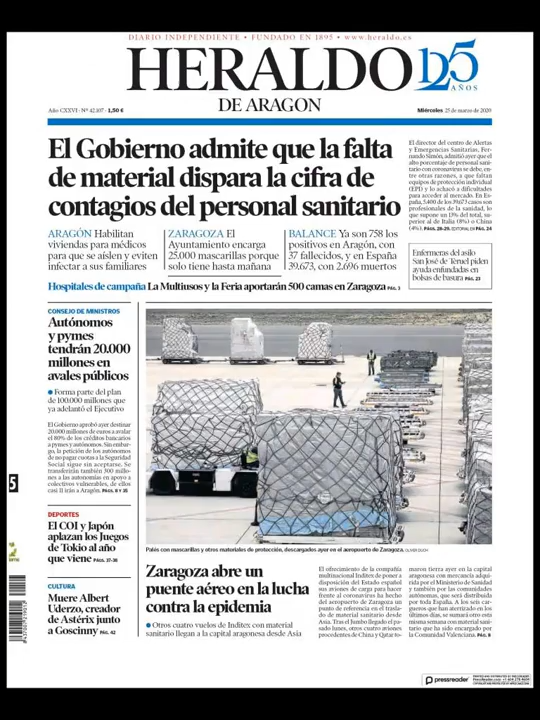 DIARIO INDEPENDIENTE • FUNDADO EN 1895 • www.heraldo.es
HERALDO 125
AÑOS
DE ARAGON
Año CXXVI - Nº 42.107 - 1,50 €
Miércoles 25 de marzo de 2020
El Gobierno admite que la falta
de material dispara la cifra de
contagios del personal sanitario
El director del centro de Alertas
y Emergencias Sanitarias, Fer-
nando Simón, admitió ayer que el
alto porcentaje de personal sani-
tario con coronavirus se debe, en-
tre otras razones, a que faltan
equipos de protección individual
(EPI) y lo achacó a dificultades
para acceder al mercado. En Es-
paña, 5.400 de los 39.673 casos son
profesionales de la sanidad, lo
que supone un 13% del total, su-
perior al de Italia (8%) o China
(4%). PÁGS. 28-29. EDITORIAL EN PÁG. 24
ARAGÓN Habilitan
viviendas para médicos
para que se aíslen y eviten
infectar a sus familiares
ZARAGOZA El
Ayuntamiento encarga
25.000 mascarillas porque
solo tiene hasta mañana
BALANCE Ya son 758 los
positivos en Aragón, con
37 fallecidos, y en España
39.673, con 2.696 muertos
Enfermeras del asilo
San José de Teruel piden
ayuda enfundadas en
bolsas de basura PÁG. 23
Hospitales de campaña La Multiusos y la Feria aportarán 500 camas en Zaragoza PÁG. 3
CONSEJO DE MINISTROS
Autónomos
y pymes
tendrán 20.000
millones en
avales públicos
● Forma parte del plan
de 100.000 millones que
ya adelantó el Ejecutivo
El Gobierno aprobó ayer destinar
20.000 millones de euros a avalar
el 80% de los créditos bancarios
a pymes y autónomos. Sin embar-
go, la petición de los autónomos
de no pagar cuotas a la Seguridad
Social sigue sin aceptarse. Se
transferirán también 300 millo-
nes a las autonomías en apoyo a
colectivos vulnerables, de ellos
casi 11 irán a Aragón. PÁGS. 8 Y 35
DEPORTES
El COI y Japón
aplazan los Juegos
de Tokio al año
que viene PÁGS. 37-38
CULTURA
Muere Albert
Uderzo, creador
de Astérix junto
a Goscinny PÁG. 42
Palés con mascarillas y otros materiales de protección, descargados ayer en el aeropuerto de Zaragoza. OLIVER DUCH
Zaragoza abre un
puente aéreo en la lucha
contra la epidemia
● Otros cuatro vuelos de Inditex con material
sanitario llegan a la capital aragonesa desde Asia
El ofrecimiento de la compañía
multinacional Inditex de poner a
disposición del Estado español
sus aviones de carga para hacer
frente al coronavirus ha hecho
del aeropuerto de Zaragoza un
punto de referencia en el trasla-
do de material sanitario desde
Asia. Tras el Jumbo llegado el pa-
sado lunes, otros cuatro aviones
procedentes de China y Qatar to-
maron tierra ayer en la capital
aragonesa con mercancía adqui-
rida por el Ministerio de Sanidad
y también por las comunidades
autónomas, que será distribuida
por toda España. A los seis car-
gueros que han aterrizado en los
últimos días, se sumará otro esta
misma semana con material sani-
tario que ha sido encargado por
la Comunidad Valenciana. PÁG. 8
5
pressreader